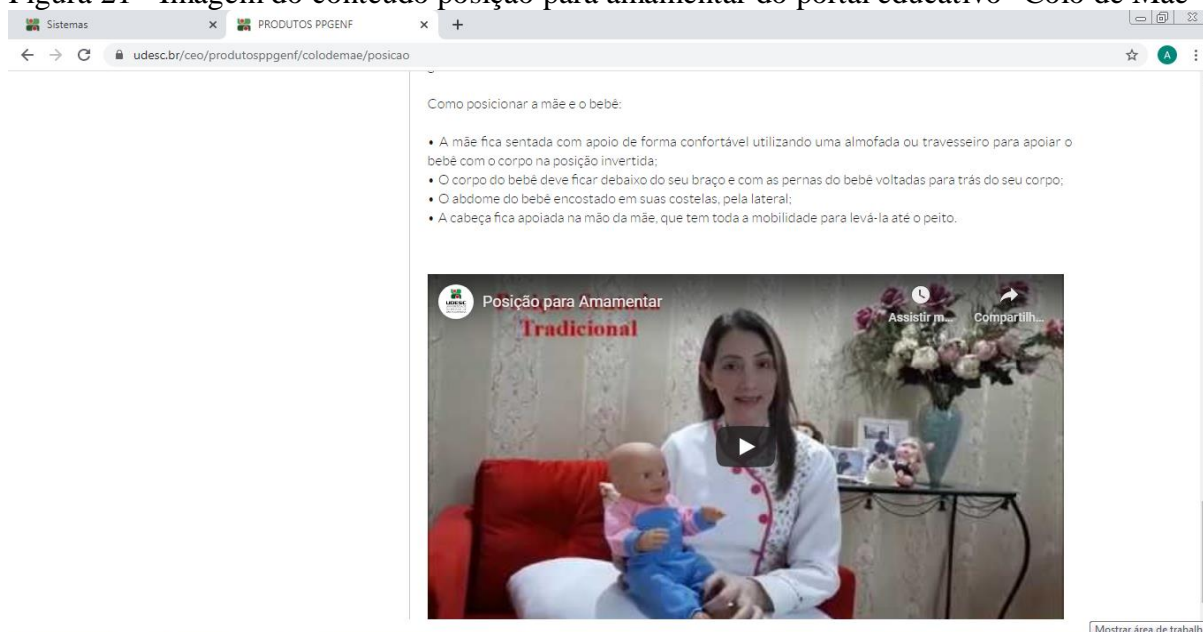 Figura 21 - Imagem do conteúdo posição para amamentar do portal educativo "Colo de Mãe"
Sistemas
PRODUTOS PPGENF
udesc.br/ceo/produtosppgenf/colodemae/posicao
A
Como posicionar a mãe e o bebê:
• A mãe fica sentada com apoio de forma confortável utilizando uma almofada ou travesseiro para apoiar o
bebê com o corpo na posição invertida;
• O corpo do bebê deve ficar debaixo do seu braço e com as pernas do bebê voltadas para trás do seu corpo;
• O abdome do bebê encostado em suas costelas, pela lateral;
• A cabeça fica apoiada na mão da mãe, que tem toda a mobilidade para levá-la até o peito.
UDESC
Posição para Amamentar
Assistir m...
Compartilh...
Tradicional
Mostrar área de trabalh